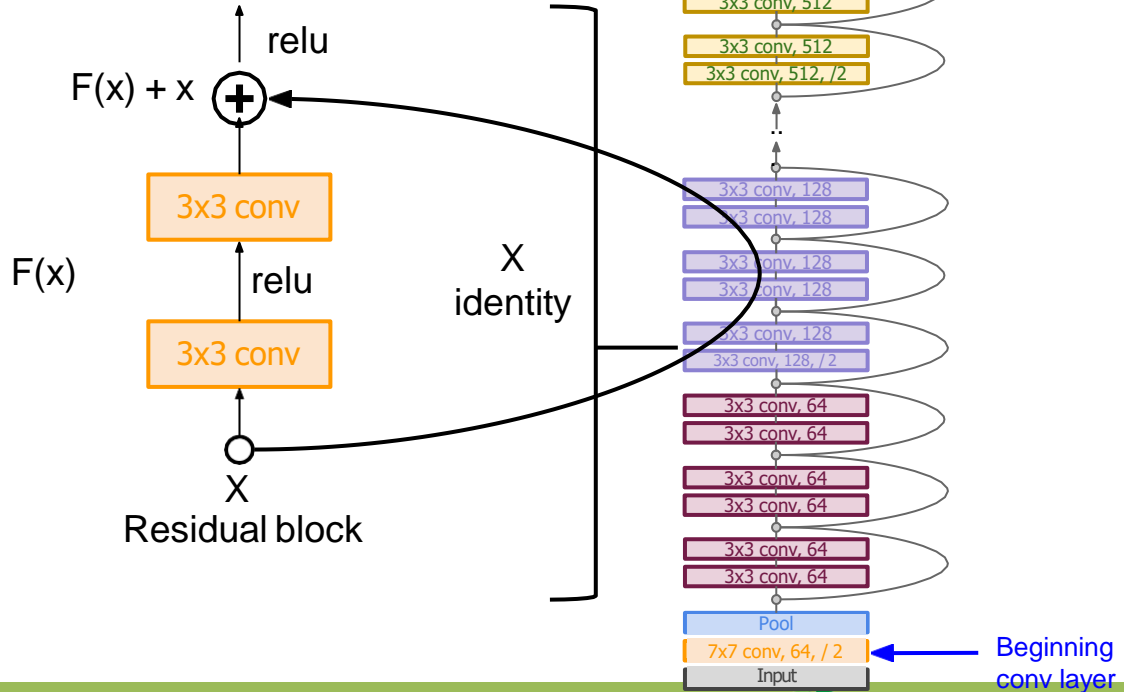 relu
F(x) + x
3x3 conv
F(x)
relu
3x3 conv
X
Residual block
X
identity
3x3 conv, 512
3x3 conv, 512
3x3 conv, 512, /2
..
.
3x3 conv, 128
3x3 conv, 128
3x3 conv, 128
3x3 conv, 128
3x3 conv, 128
3x3 conv, 128, / 2
3x3 conv, 64
3x3 conv, 64
3x3 conv, 64
3x3 conv, 64
3x3 conv, 64
3x3 conv, 64
Pool
7x7 conv, 64, / 2
Input
Beginning
conv layer